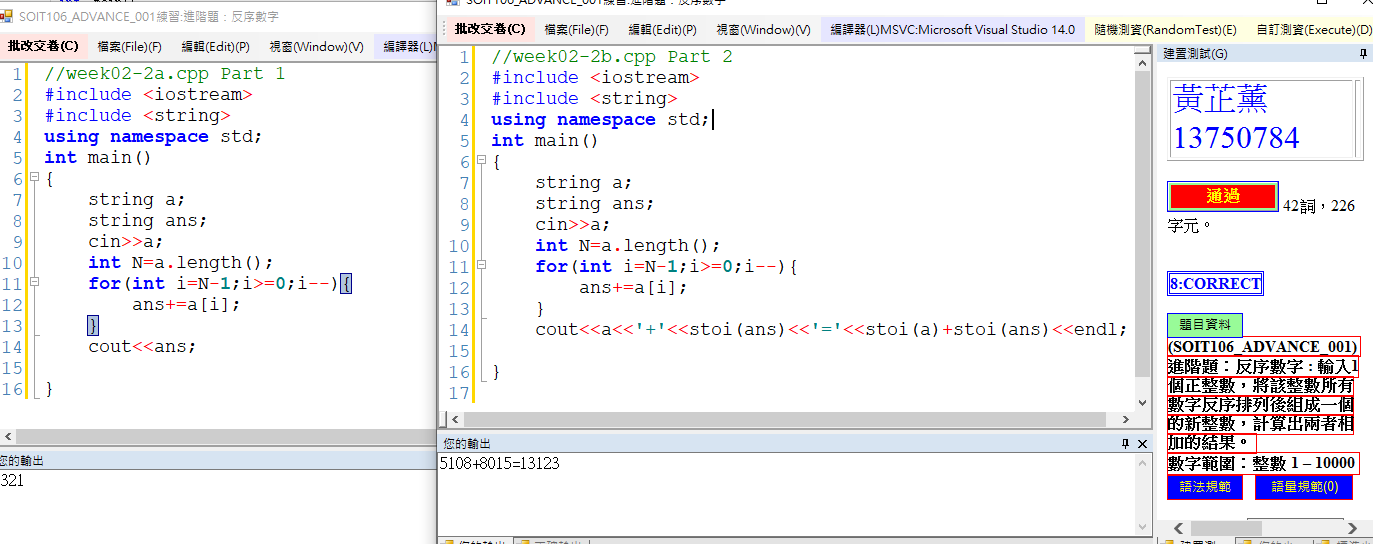 SOIT106_ADVANCE_001練習:進階題：反序數字
批改交卷(C) 檔案(File)(F) 編輯(Edit)(P) 視窗(Window)(V) 編譯器(L)M
1 //week02-2a.cpp Part 1
2 #include <iostream>
3 #include <string>
4 using namespace std;
5 int main()
6 {
7 string a;
8 string ans;
9 cin>>a;
10 int N=a.length();
11 for(int i=N-1;i>=0;i--){
12 ans+=a[i];
13 }
14 cout<<ans;
15
16 }
您的輸出
321
SOIT106_ADVANCE_001練習:進階題：反序數字
批改交卷(C) 檔案(File)(F) 編輯(Edit)(P) 視窗(Window)(V) 編譯器(L)MSVC:Microsoft Visual Studio 14.0 隨機測資(RandomTest)(E) 自訂測資(Execute)(D)
1 //week02-2b.cpp Part 2
2 #include <iostream>
3 #include <string>
4 using namespace std;
5 int main()
6 {
7 string a;
8 string ans;
9 cin>>a;
10 int N=a.length();
11 for(int i=N-1;i>=0;i--){
12 ans+=a[i];
13 }
14 cout<<a<<'+'<<stoi(ans)<<'='<<stoi(a)+stoi(ans)<<endl;
15
16 }
17
您的輸出
5108+8015=13123
建置測試(G)
黃芷薰
13750784
通過 42詞，226
字元。
8:CORRECT
題目資料
(SOIT106_ADVANCE_001)
進階題：反序數字：輸入1
個正整數，將該整數所有
數字反序排列後組成一個
的新整數，計算出兩者相
加的結果。
數字範圍：整數 1 – 10000
語法規範 語量規範(0)